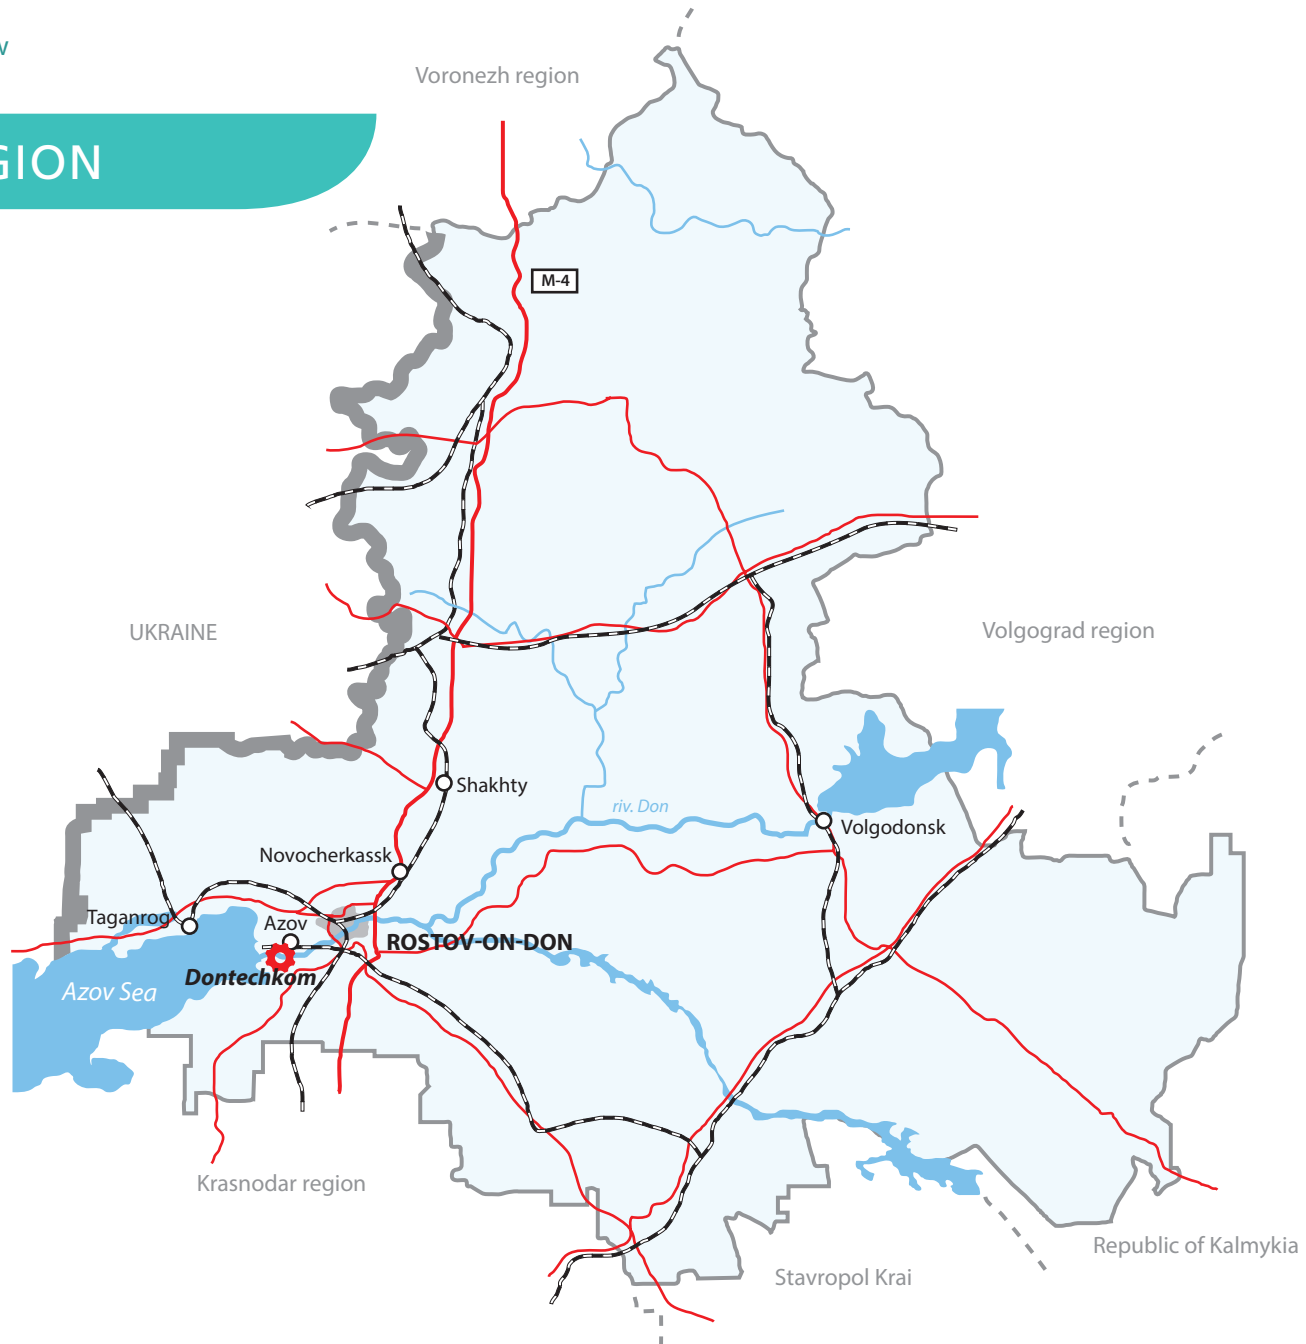 Voronezh region
GION
M-4
UKRAINE
Volgograd region
Shakhty
riv. Don
Volgodonsk
Novocherkassk
Taganrog
Azov
ROSTOV-ON-DON
Dontechkom
Azov Sea
Krasnodar region
Republic of Kalmykia
Stavropol Krai